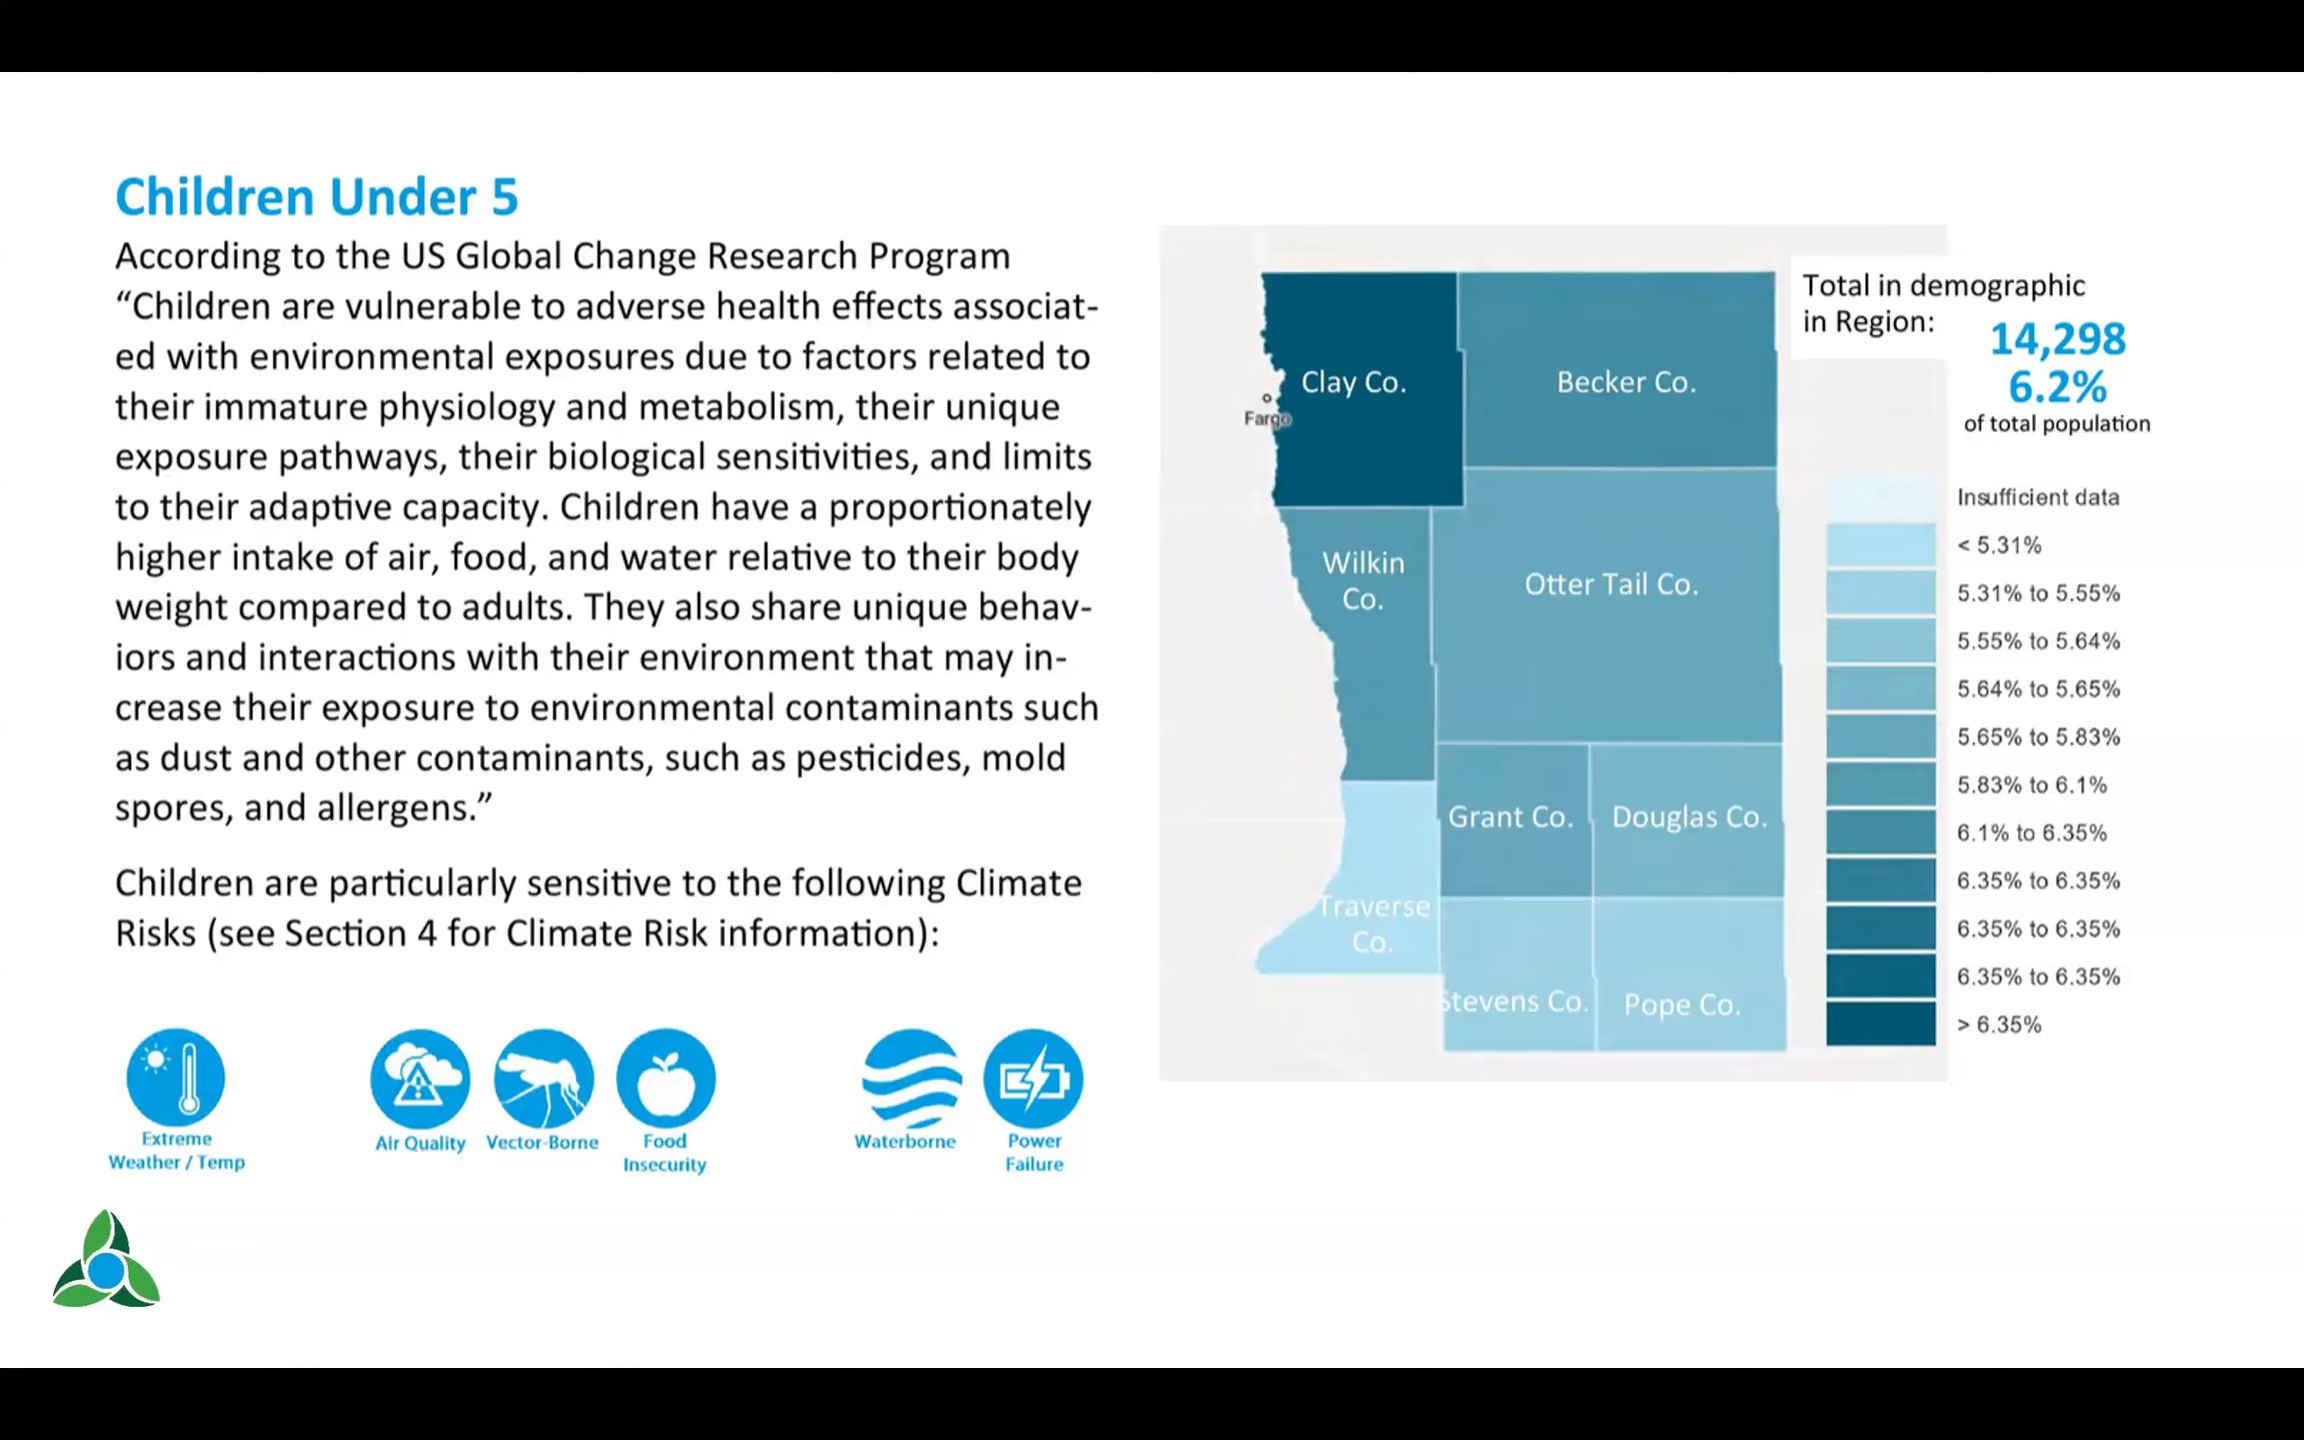 Children Under 5
According to the US Global Change Research Program
“Children are vulnerable to adverse health effects associat-
ed with environmental exposures due to factors related to
their immature physiology and metabolism, their unique
exposure pathways, their biological sensitivities, and limits
to their adaptive capacity. Children have a proportionately
higher intake of air, food, and water relative to their body
weight compared to adults. They also share unique behav-
iors and interactions with their environment that may in-
crease their exposure to environmental contaminants such
as dust and other contaminants, such as pesticides, mold
spores, and allergens.”
Children are particularly sensitive to the following Climate
Risks (see Section 4 for Climate Risk information):
Extreme
Weather / Temp
Air Quality
Vector-Borne
Food
Insecurity
Waterborne
Power
Failure
Clay Co.
Becker Co.
Fargo
Wilkin
Co.
Otter Tail Co.
Grant Co.
Douglas Co.
Traverse
Co.
Stevens Co.
Pope Co.
Total in demographic
in Region:
14,298
6.2%
of total population
Insufficient data
< 5.31%
5.31% to 5.55%
5.55% to 5.64%
5.64% to 5.65%
5.65% to 5.83%
5.83% to 6.1%
6.1% to 6.35%
6.35% to 6.35%
6.35% to 6.35%
6.35% to 6.35%
> 6.35%